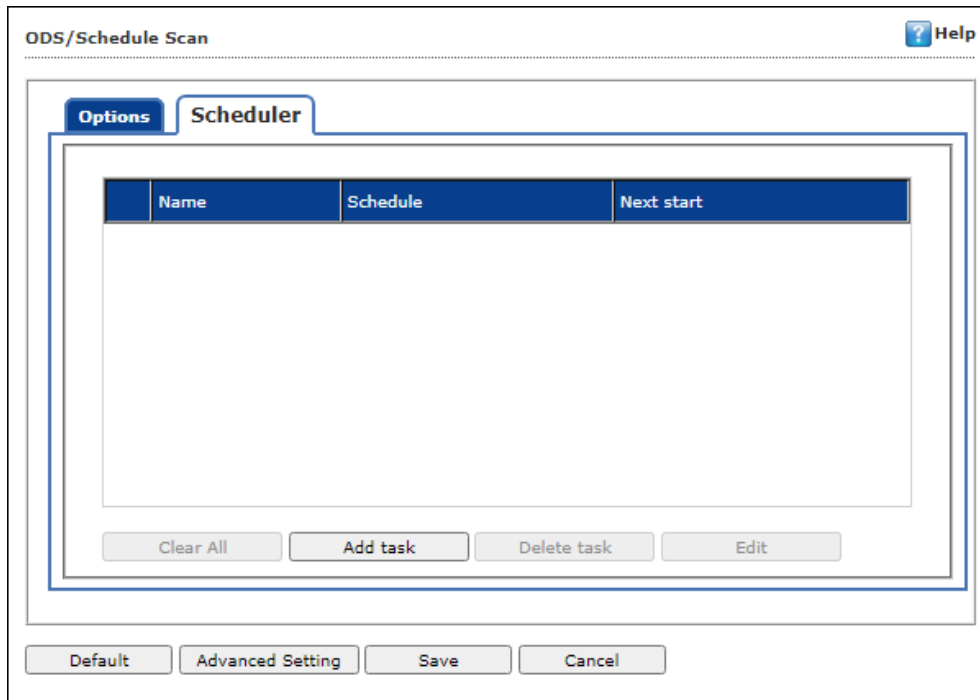 ODS/Schedule Scan
? Help
Options Scheduler
Name Schedule Next start
Clear All Add task Delete task Edit
Default Advanced Setting Save Cancel